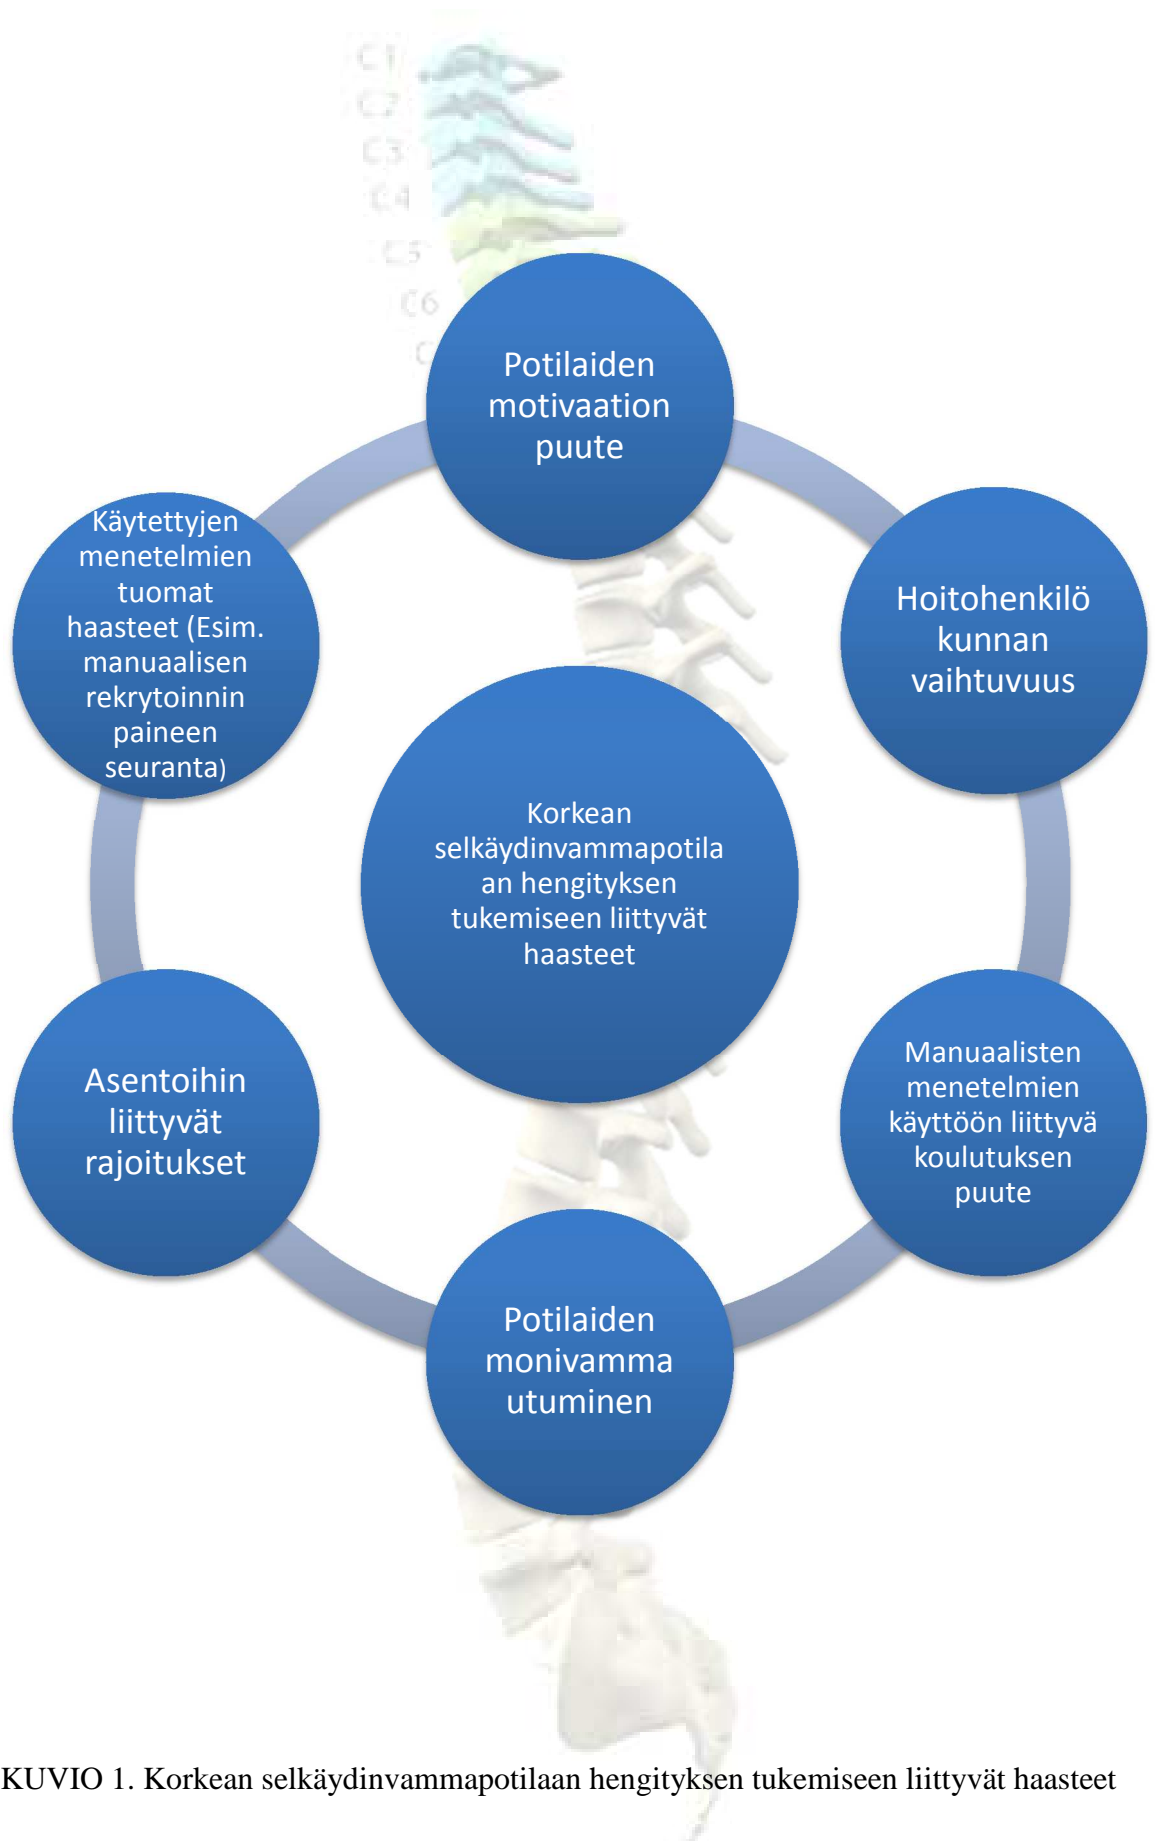 C1
C2
C3
C4
C5
C6
C
Potilaiden
motivaation
puute
Hoitohenkilö
kunnan
vaihtuvuus
Manuaalisten
menetelmien
käyttöön liittyvä
koulutuksen
puute
Potilaiden
monivamma
utuminen
Asentoihin
liittyvät
rajoitukset
Käytettyjen
menetelmien
tuomat
haasteet (Esim.
manuaalisen
rekrytoinnin
paineen
seuranta)
Korkean
selkäydinvammapotila
an hengityksen
tukemiseen liittyvät
haasteet
KUVIO 1. Korkean selkäydinvammapotilaan hengityksen tukemiseen liittyvät haasteet